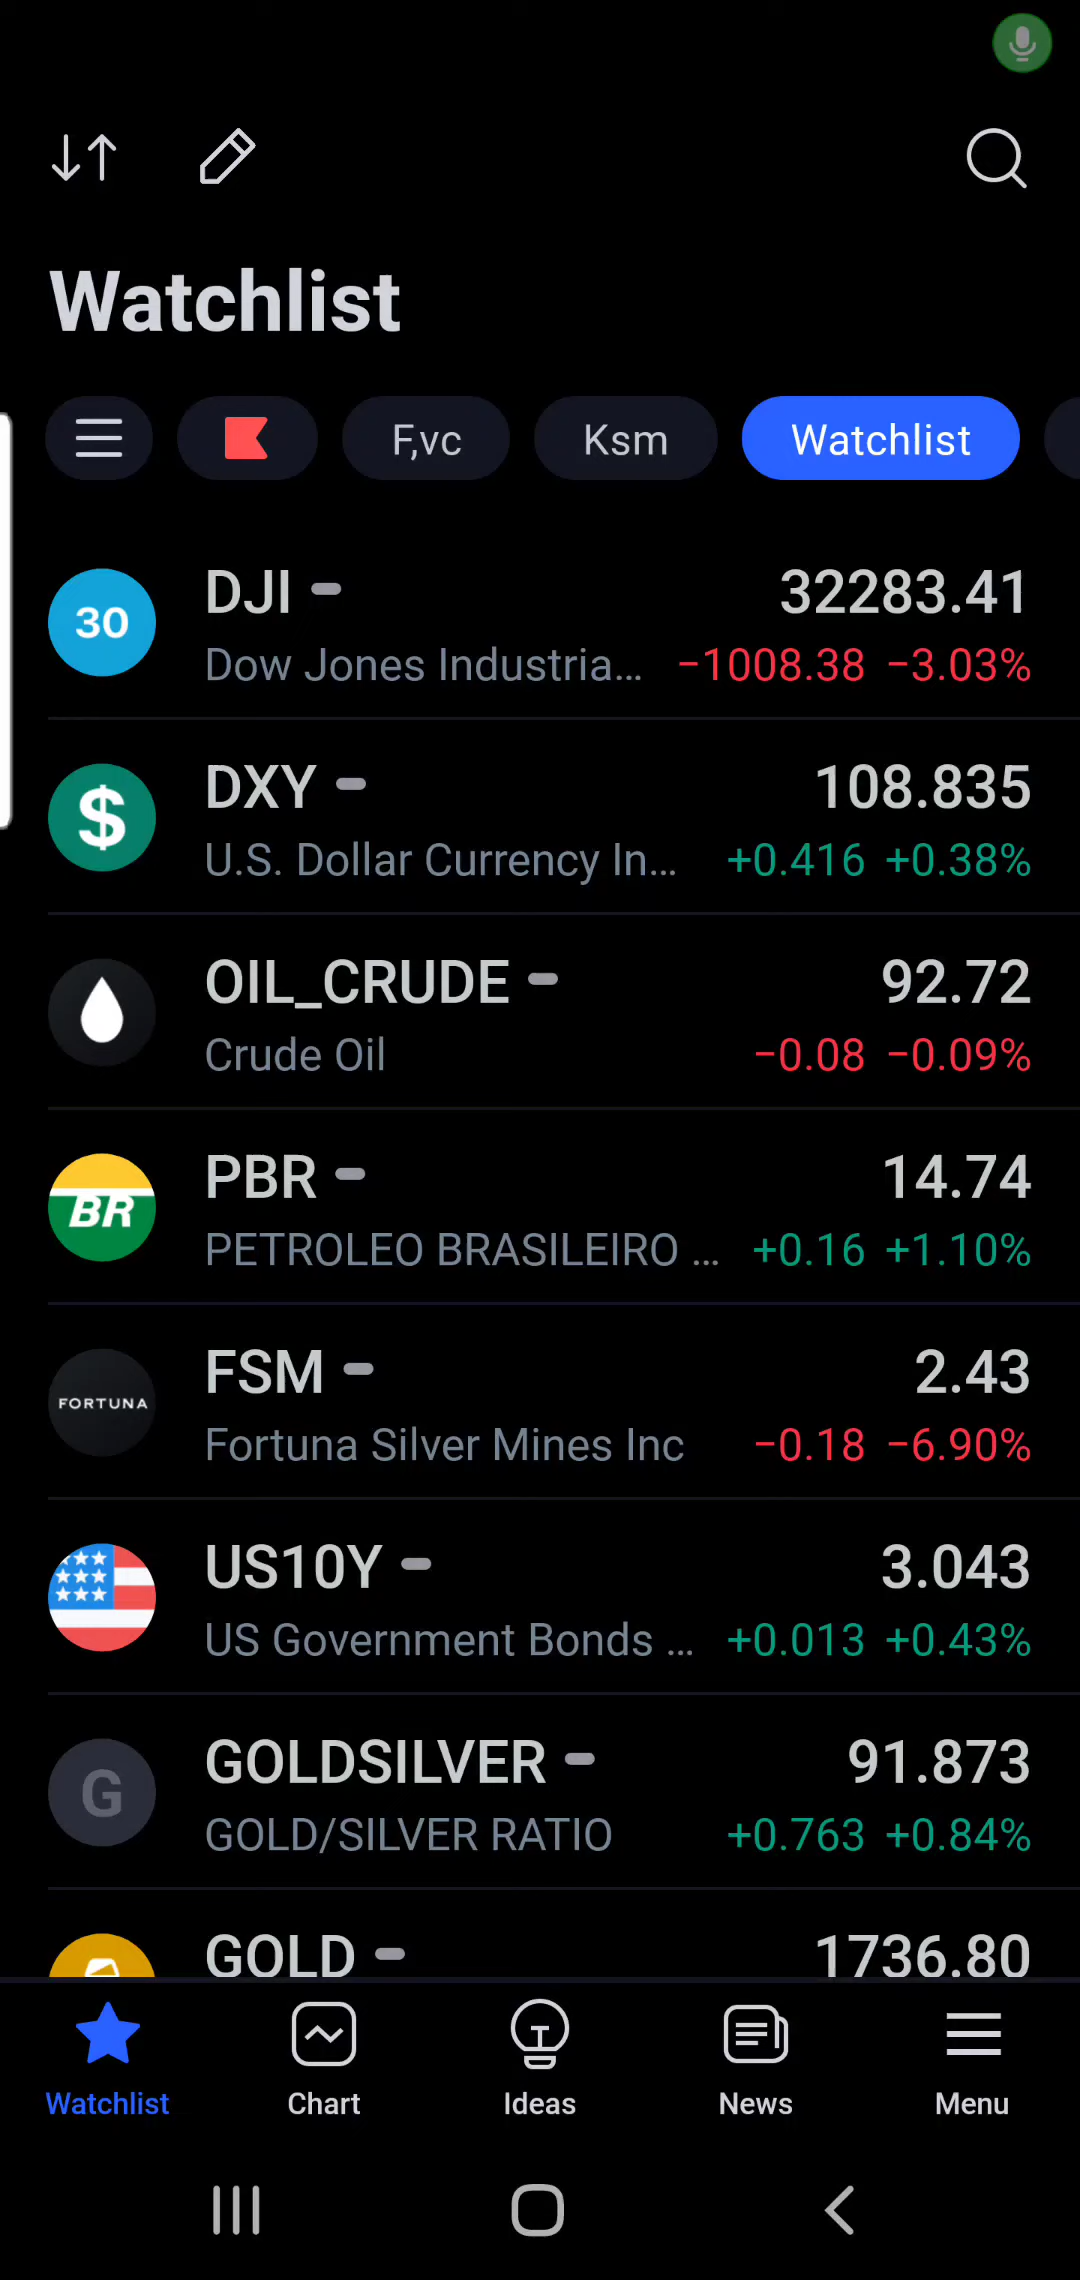 Watchlist
F,vc
Ksm
Watchlist
30
DJI
32283.41
Dow Jones Industria...
−1008.38 −3.03%
$
DXY
108.835
U.S. Dollar Currency In...
+0.416 +0.38%
OIL_CRUDE
92.72
Crude Oil
−0.08 −0.09%
BR
PBR
14.74
PETROLEO BRASILEIRO ...
+0.16 +1.10%
FORTUNA
FSM
2.43
Fortuna Silver Mines Inc
−0.18 −6.90%
US10Y
3.043
US Government Bonds ...
+0.013 +0.43%
G
GOLDSILVER
91.873
GOLD/SILVER RATIO
+0.763 +0.84%
GOLD
1736.80
Watchlist
Chart
Ideas
News
Menu